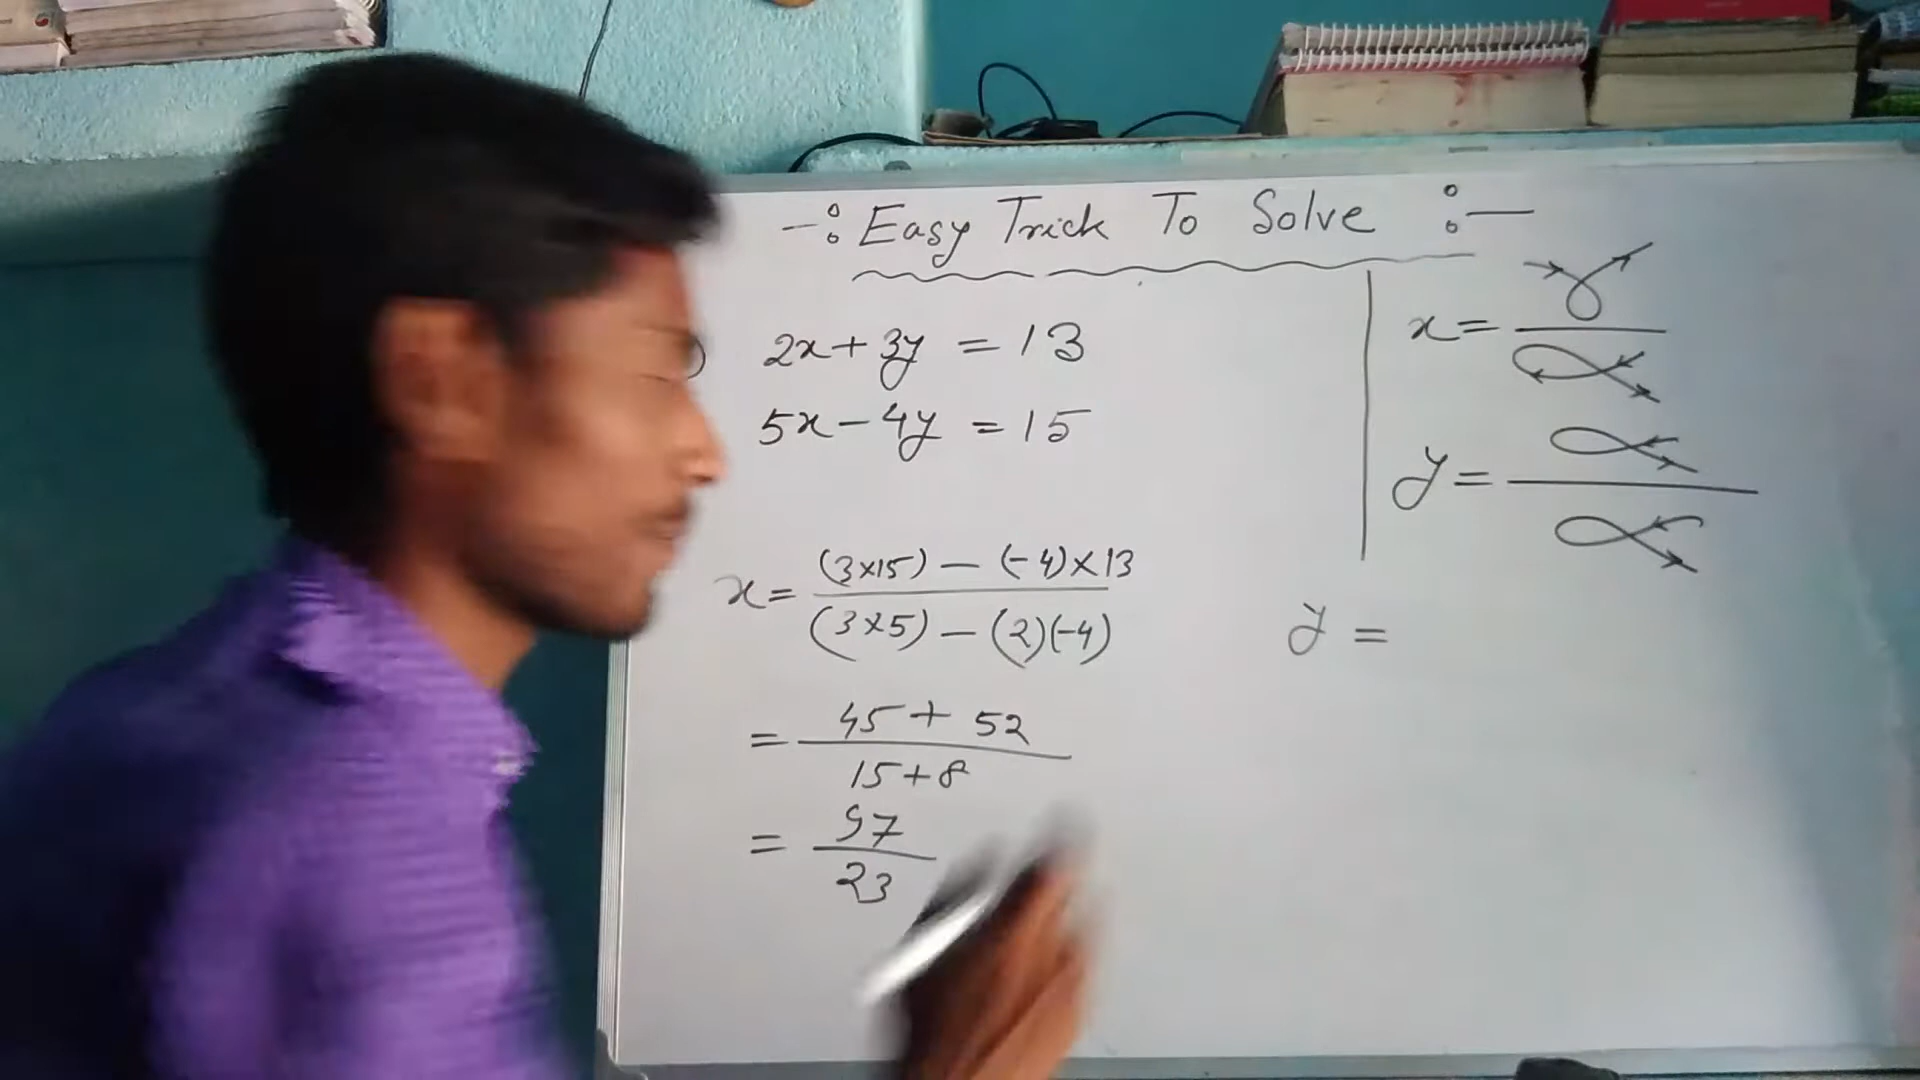 -: Easy Trick To Solve :-
) 2x + 3y = 13
5x - 4y = 15
x =
y =
x = (3×15) - (-4)×13 / (3×5) - (2)(-4)
= 45 + 52 / 15 + 8
= 97 / 23
y =